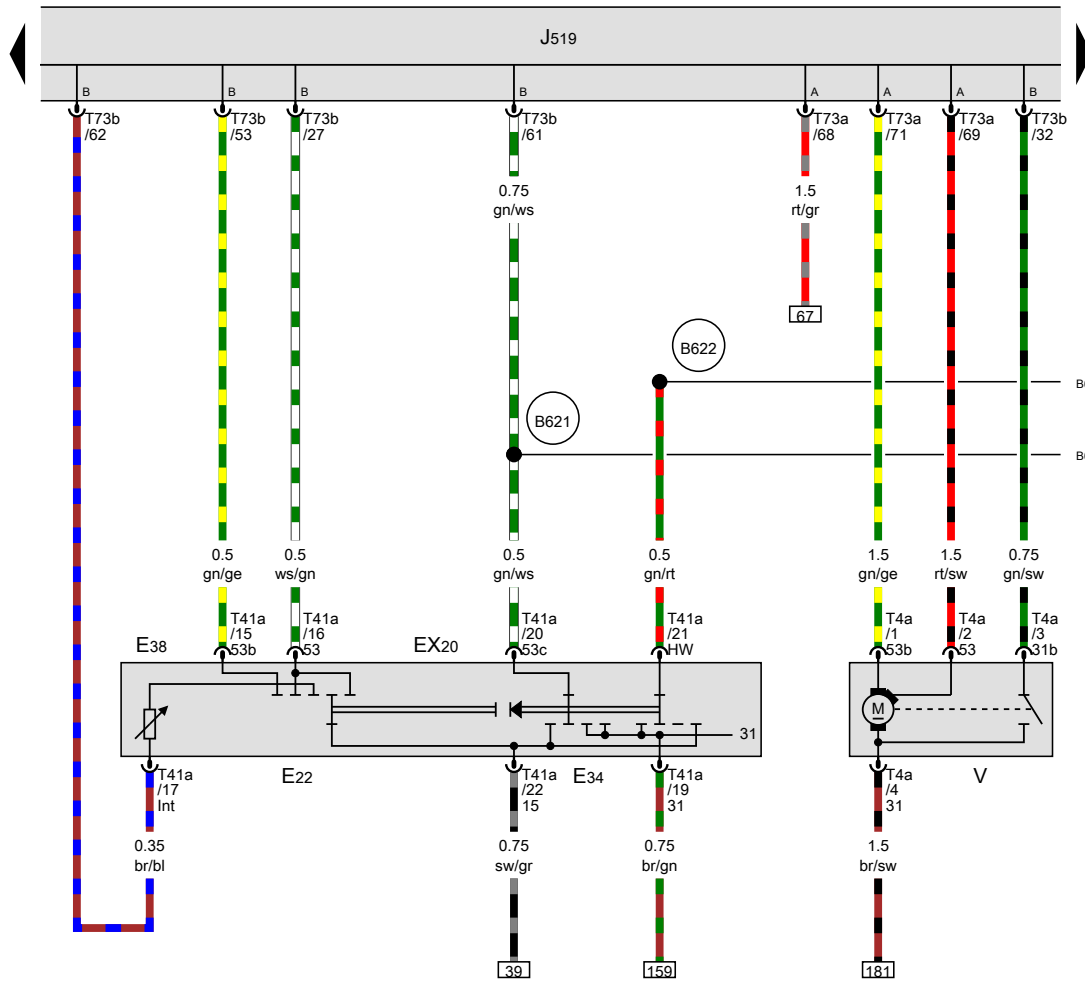 J519
B B B B A A A B
T73b /62
T73b /53
T73b /27
T73b /61
T73a /68
T73a /71
T73a /69
T73b /32
0.75 gn/ws
1.5 rt/gr
67
B622
B621
0.5 gn/ge
0.5 ws/gn
0.5 gn/ws
0.5 gn/rt
1.5 gn/ge
1.5 rt/sw
0.75 gn/sw
T41a /15 53b
T41a /16 53
T41a /20 53c
T41a /21 HW
T4a /1 53b
T4a /2 53
T4a /3 31b
E38
EX20
M
31
E22
E34
V
T41a /17 Int
T41a /22 15
T41a /19 31
T4a /4 31
0.35 br/bl
0.75 sw/gr
0.75 br/gn
1.5 br/sw
39
159
181